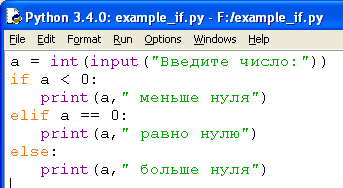 Python 3.4.0: example_if.py - F:/example_if.py
File Edit Format Run Options Windows Help
a = int(input("Введите число:"))
if a < 0:
    print(a," меньше нуля")
elif a == 0:
    print(a," равно нулю")
else:
    print(a," больше нуля")